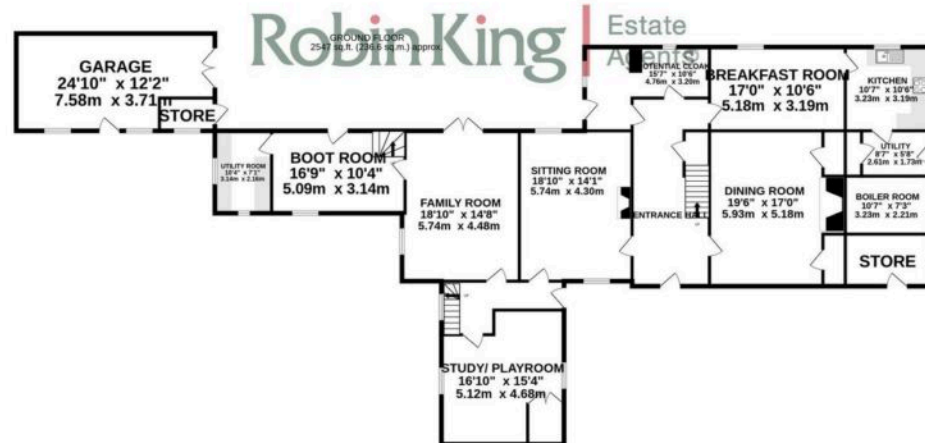 Robin King
Estate
Agents
GROUND FLOOR
2547 sq.ft. (236.6 sq.m.) approx.
GARAGE
24'10" x 12'2"
7.58m x 3.71m
STORE
UTILITY ROOM
10'4" x 7'1"
3.14m x 2.16m
BOOT ROOM
16'9" x 10'4"
5.09m x 3.14m
FAMILY ROOM
18'10" x 14'8"
5.74m x 4.48m
SITTING ROOM
18'10" x 14'1"
5.74m x 4.30m
POTENTIAL CLOAK
15'7" x 10'6"
4.76m x 3.20m
BREAKFAST ROOM
17'0" x 10'6"
5.18m x 3.19m
KITCHEN
10'7" x 10'6"
3.23m x 3.19m
UTILITY
8'7" x 5'8"
2.61m x 1.73m
ENTRANCE HALL
DINING ROOM
19'6" x 17'0"
5.93m x 5.18m
BOILER ROOM
10'7" x 7'3"
3.23m x 2.21m
STORE
UP
STUDY/ PLAYROOM
16'10" x 15'4"
5.12m x 4.68m